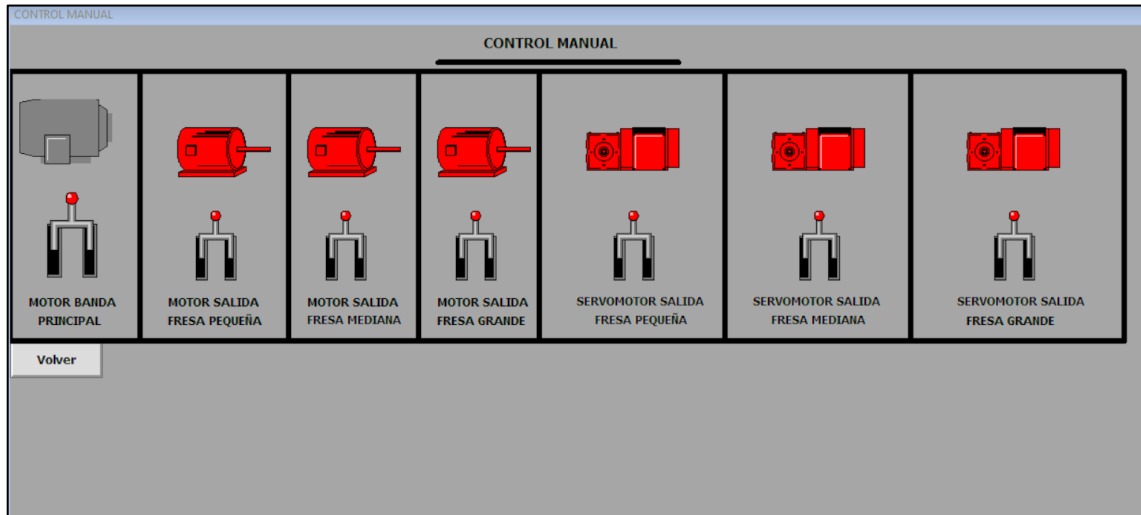 CONTROL MANUAL
CONTROL MANUAL
MOTOR BANDA
PRINCIPAL
MOTOR SALIDA
FRESA PEQUEÑA
MOTOR SALIDA
FRESA MEDIANA
MOTOR SALIDA
FRESA GRANDE
SERVOMOTOR SALIDA
FRESA PEQUEÑA
SERVOMOTOR SALIDA
FRESA MEDIANA
SERVOMOTOR SALIDA
FRESA GRANDE
Volver